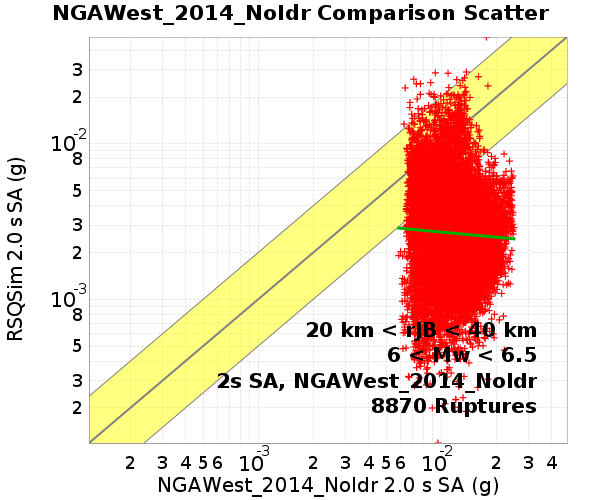 NGAWest_2014_NoIdr Comparison Scatter
RSQSim 2.0 s SA (g)
3
2
10-2
8
5
3
2
10-3
8
5
3
2
20 km < rJB < 40 km
6 < Mw < 6.5
2s SA, NGAWest_2014_NoIdr
8870 Ruptures
2 3 4 5 6 10-3 2 3 4 5 6 10-2 2 3 4
NGAWest_2014_NoIdr 2.0 s SA (g)